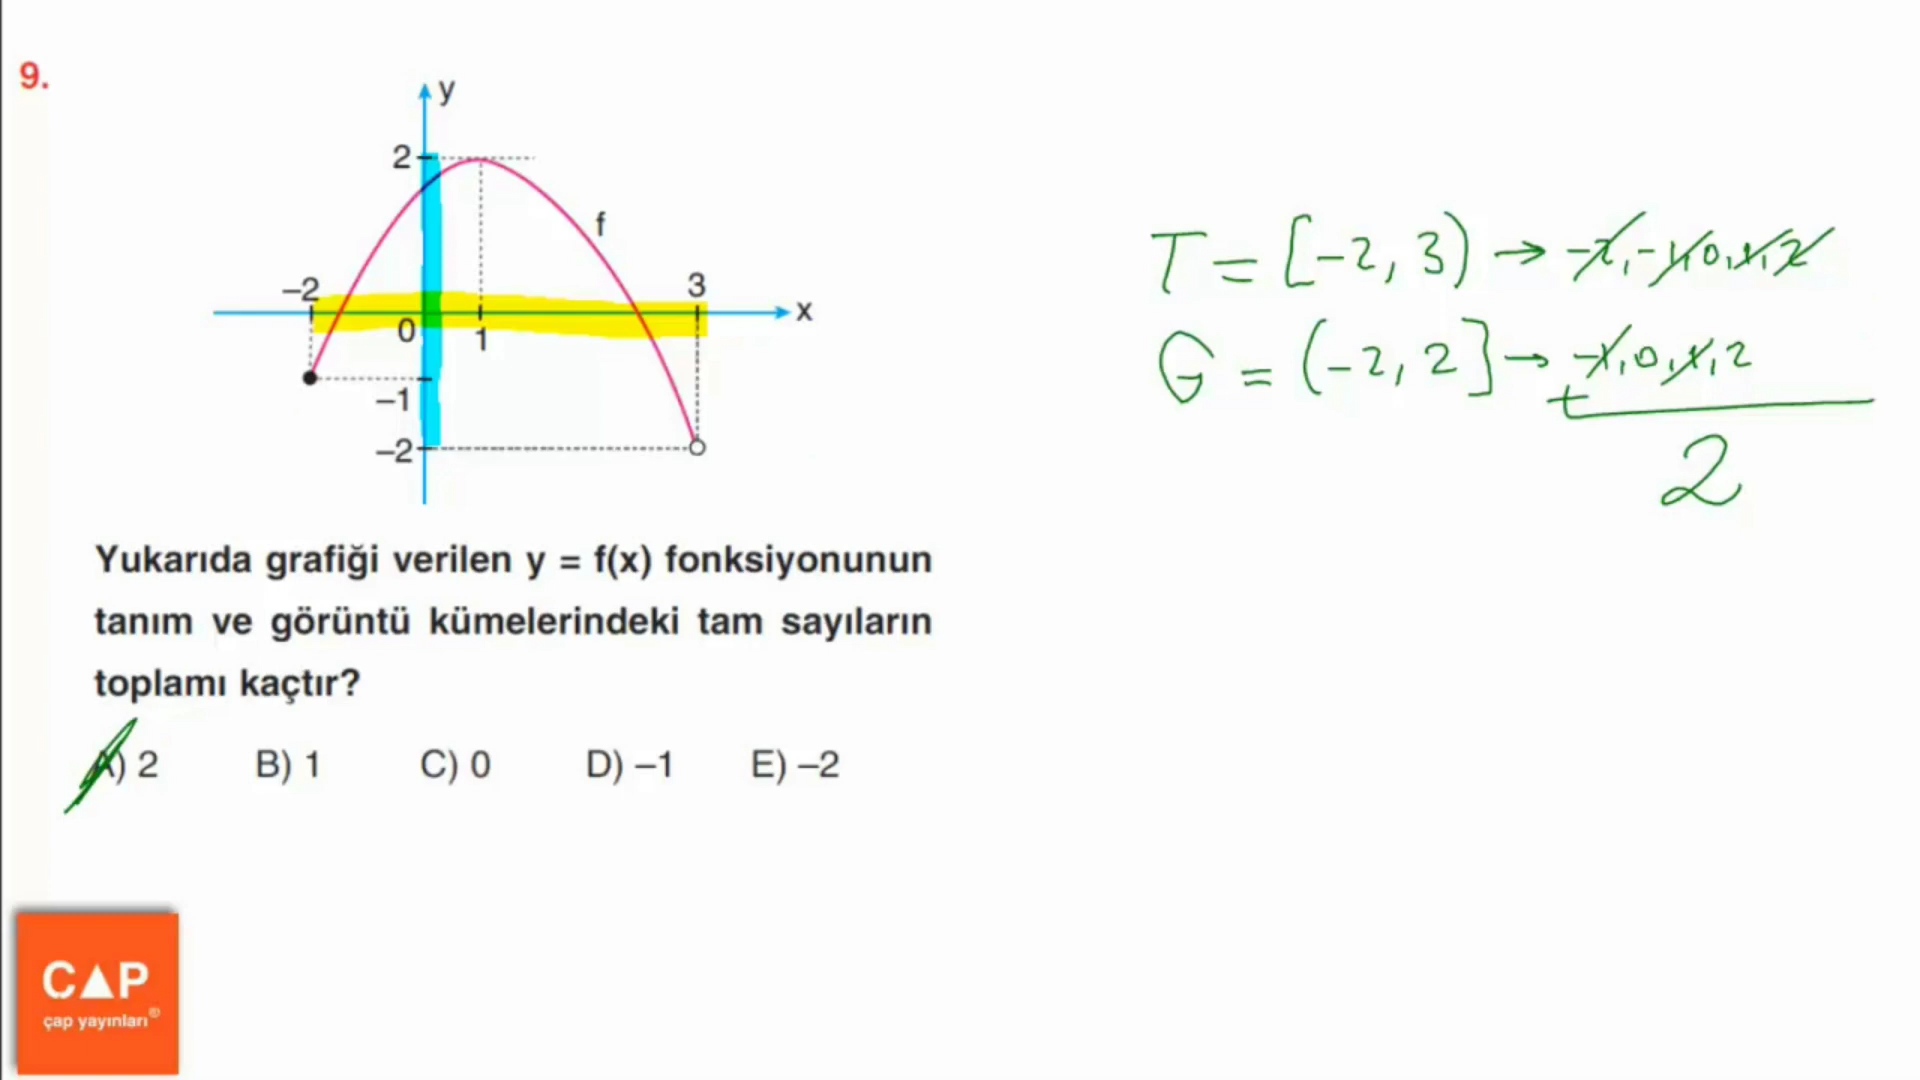 9.
y
2
f
-2
3
x
0
1
-1
-2
T = [-2, 3) → -2, -1, 0, 1, 2
G = (-2, 2] → -1, 0, 1, 2
+
2
Yukarıda grafiği verilen y = f(x) fonksiyonunun
tanım ve görüntü kümelerindeki tam sayıların
toplamı kaçtır?
A) 2 B) 1 C) 0 D) –1 E) –2
ÇAP
çap yayınları®